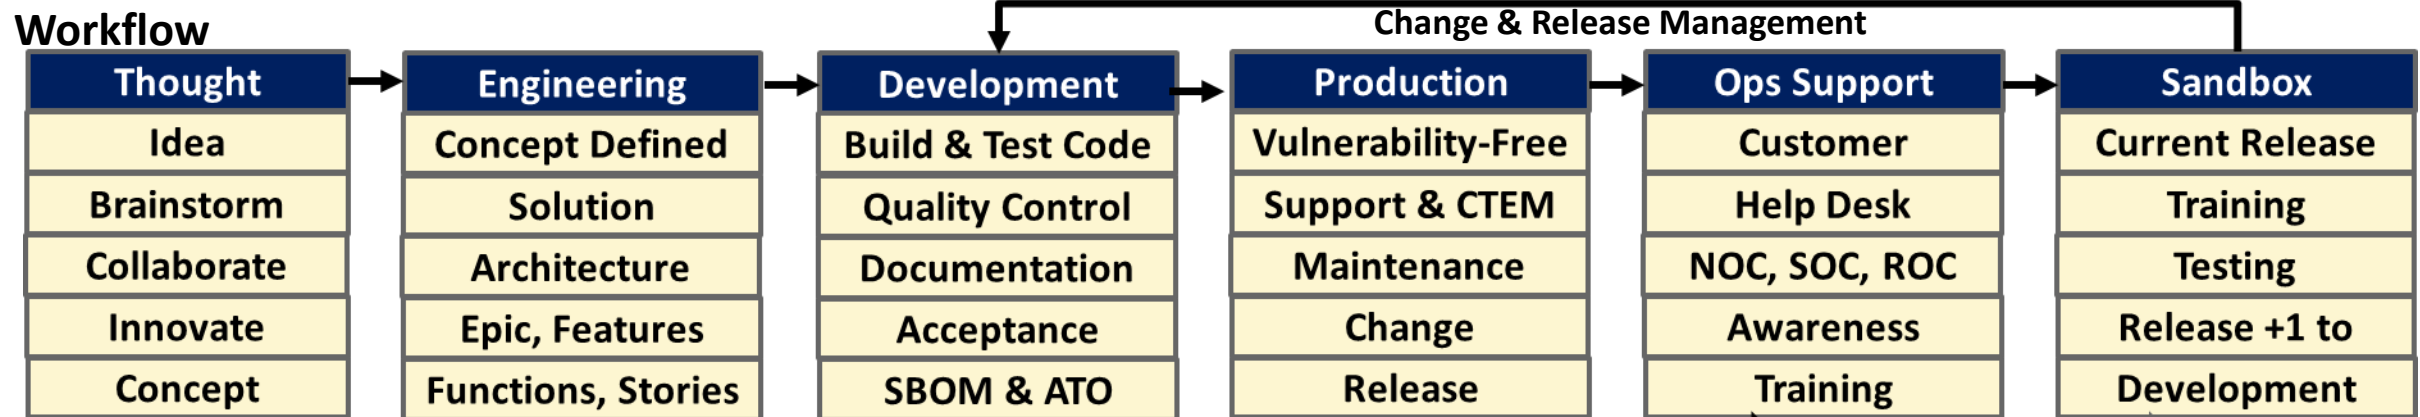 Workflow
Change & Release Management
Thought
Idea
Brainstorm
Collaborate
Innovate
Concept
Engineering
Concept Defined
Solution
Architecture
Epic, Features
Functions, Stories
Development
Build & Test Code
Quality Control
Documentation
Acceptance
SBOM & ATO
Production
Vulnerability-Free
Support & CTEM
Maintenance
Change
Release
Ops Support
Customer
Help Desk
NOC, SOC, ROC
Awareness
Training
Sandbox
Current Release
Training
Testing
Release +1 to
Development